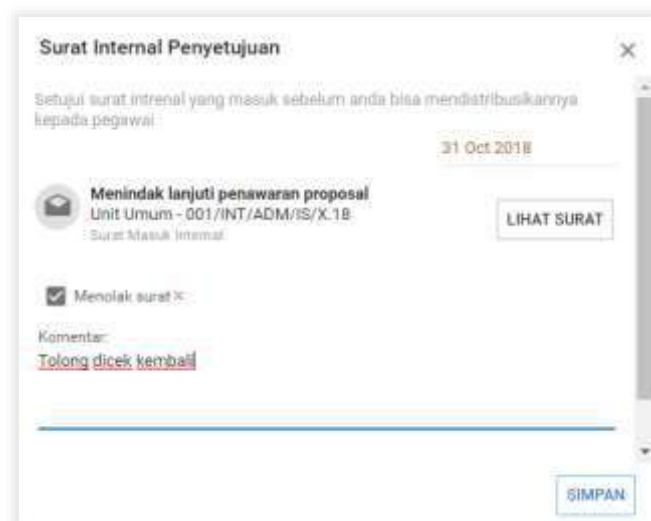 Surat Internal Penyetujuan
Setujui surat intrenal yang masuk sebelum anda bisa mendistribusikannya
kepada pegawai
31 Oct 2018
Menindak lanjuti penawaran proposal
Unit Umum - 001/INT/ADM/IS/X.18
Surat Masuk Internal
LIHAT SURAT
Menolak surat ×
Komentar:
Tolong dicek kembali
SIMPAN